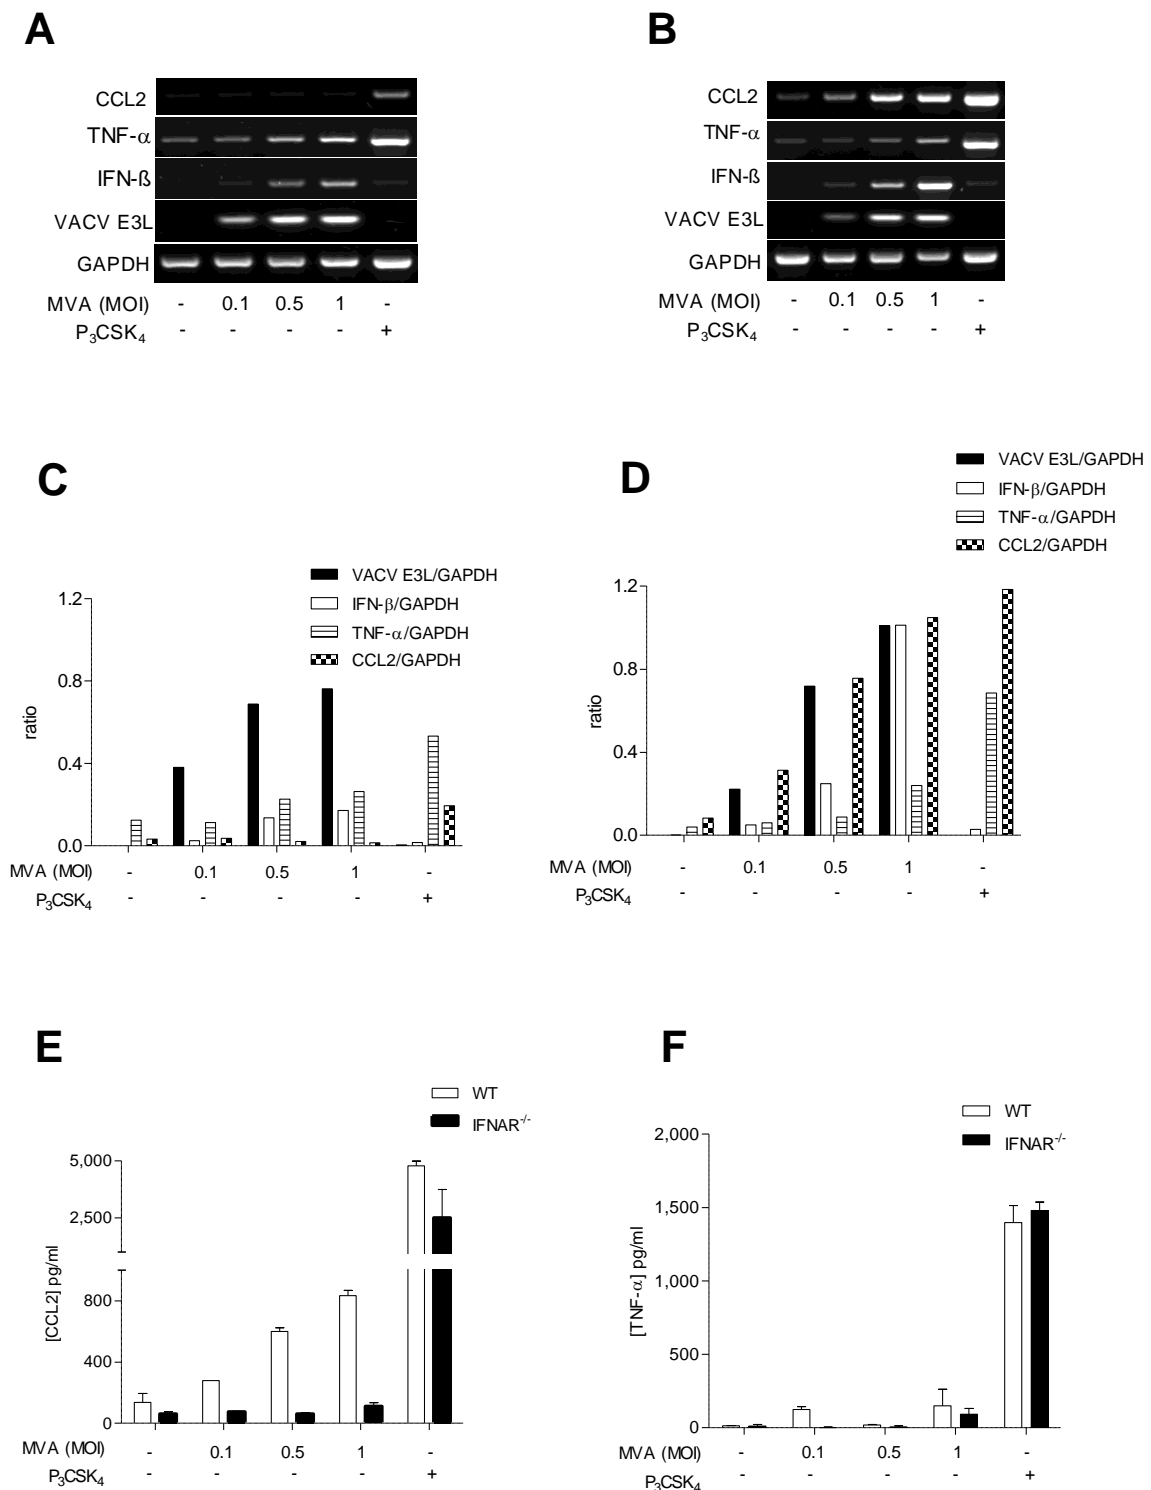 A
CCL2
TNF-α
IFN-ß
VACV E3L
GAPDH
MVA (MOI) - 0.1 0.5 1 -
P3CSK4 - - - - +
B
CCL2
TNF-α
IFN-ß
VACV E3L
GAPDH
MVA (MOI) - 0.1 0.5 1 -
P3CSK4 - - - - +
C
VACV E3L/GAPDH
IFN-β/GAPDH
TNF-α/GAPDH
CCL2/GAPDH
1.2
0.8
0.4
0.0
ratio
MVA (MOI) - 0.1 0.5 1 -
P3CSK4 - - - - +
D
VACV E3L/GAPDH
IFN-β/GAPDH
TNF-α/GAPDH
CCL2/GAPDH
1.2
0.8
0.4
0.0
ratio
MVA (MOI) - 0.1 0.5 1 -
P3CSK4 - - - - +
E
WT
IFNAR-/-
5,000
2,500
800
400
0
[CCL2] pg/ml
MVA (MOI) - 0.1 0.5 1 -
P3CSK4 - - - - +
F
WT
IFNAR-/-
2,000
1,500
1,000
500
0
[TNF-α] pg/ml
MVA (MOI) - 0.1 0.5 1 -
P3CSK4 - - - - +